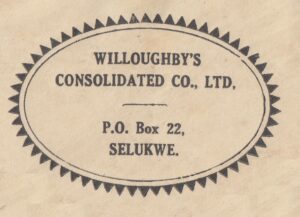 WILLOUGHBY'S
CONSOLIDATED CO., LTD.
P.O. Box 22,
SELUKWE.